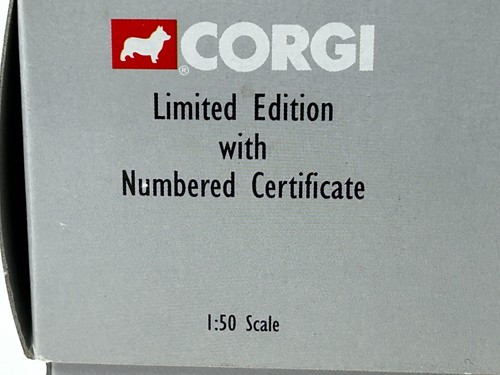 ® CORGI
Limited Edition
with
Numbered Certificate
1:50 Scale